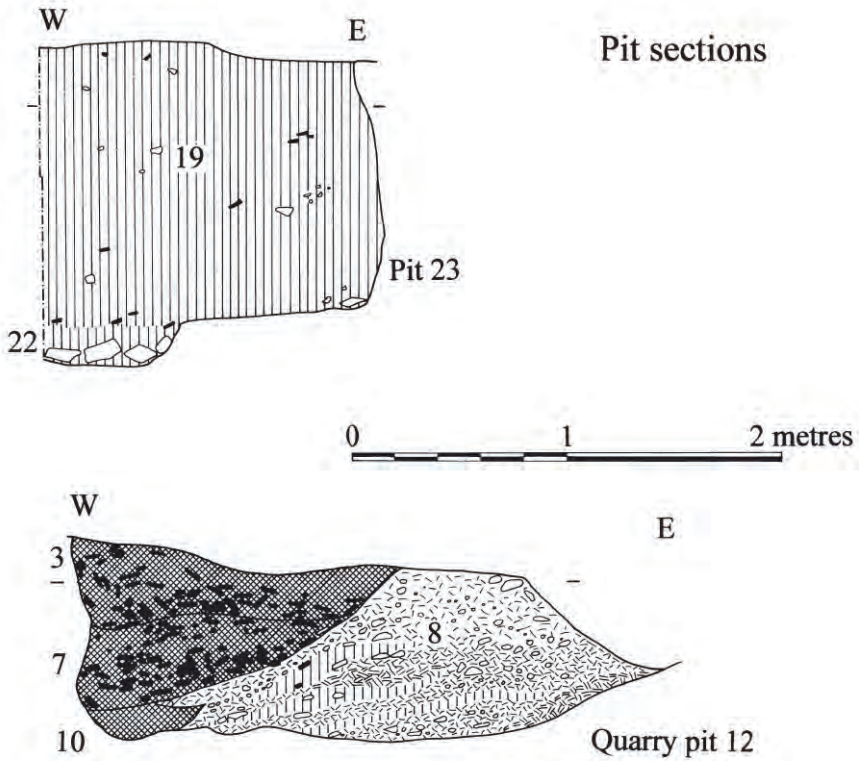 W
E
Pit sections
19
Pit 23
22
0 1 2 metres
W
E
3
8
7
10
Quarry pit 12